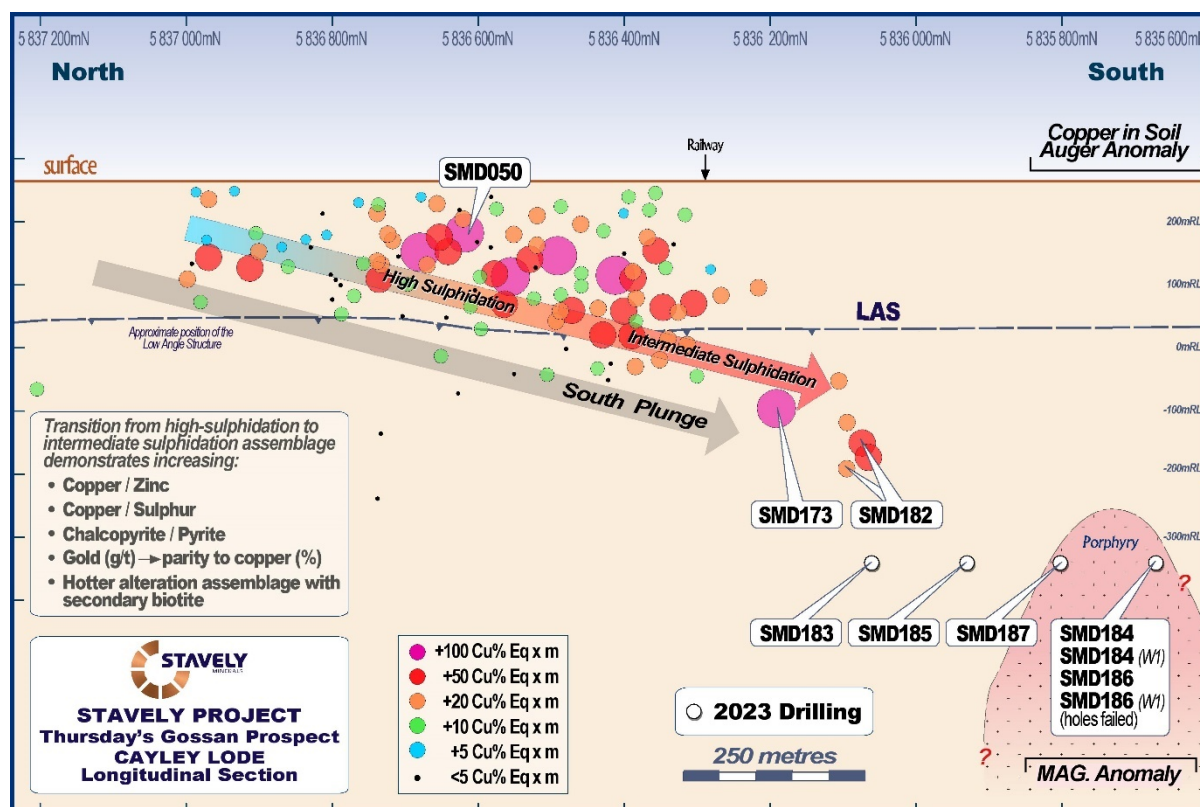 5 837 200mN 5 837 000mN 5 836 800mN 5 836 600mN 5 836 400mN 5 836 200mN 5 836 000mN 5 835 800mN 5 835 600mN
North
South
Copper in Soil
Auger Anomaly
Railway
surface
SMD050
200mRL
High Sulphidation
100mRL
LAS
Approximate position of the
Low Angle Structure
0mRL
Intermediate Sulphidation
South Plunge
-100mRL
-200mRL
Transition from high-sulphidation to
intermediate sulphidation assemblage
demonstrates increasing:
• Copper / Zinc
• Copper / Sulphur
• Chalcopyrite / Pyrite
• Gold (g/t)→parity to copper (%)
• Hotter alteration assemblage with
secondary biotite
SMD173
SMD182
-300mRL
Porphyry
?
SMD183
SMD185
SMD187
SMD184
SMD184 (W1)
SMD186
SMD186 (W1)
(holes failed)
STAVELY
MINERALS
STAVELY PROJECT
Thursday's Gossan Prospect
CAYLEY LODE
Longitudinal Section
+100 Cu% Eq x m
+50 Cu% Eq x m
+20 Cu% Eq x m
+10 Cu% Eq x m
+5 Cu% Eq x m
<5 Cu% Eq x m
2023 Drilling
250 metres
?
MAG. Anomaly